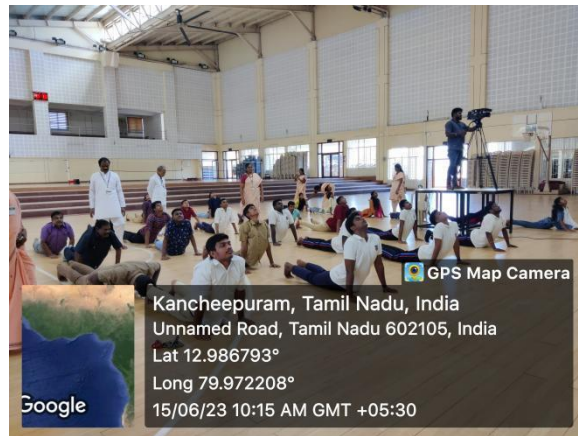 GPS Map Camera
Kancheepuram, Tamil Nadu, India
Unnamed Road, Tamil Nadu 602105, India
Lat 12.986793°
Long 79.972208°
15/06/23 10:15 AM GMT +05:30
Google